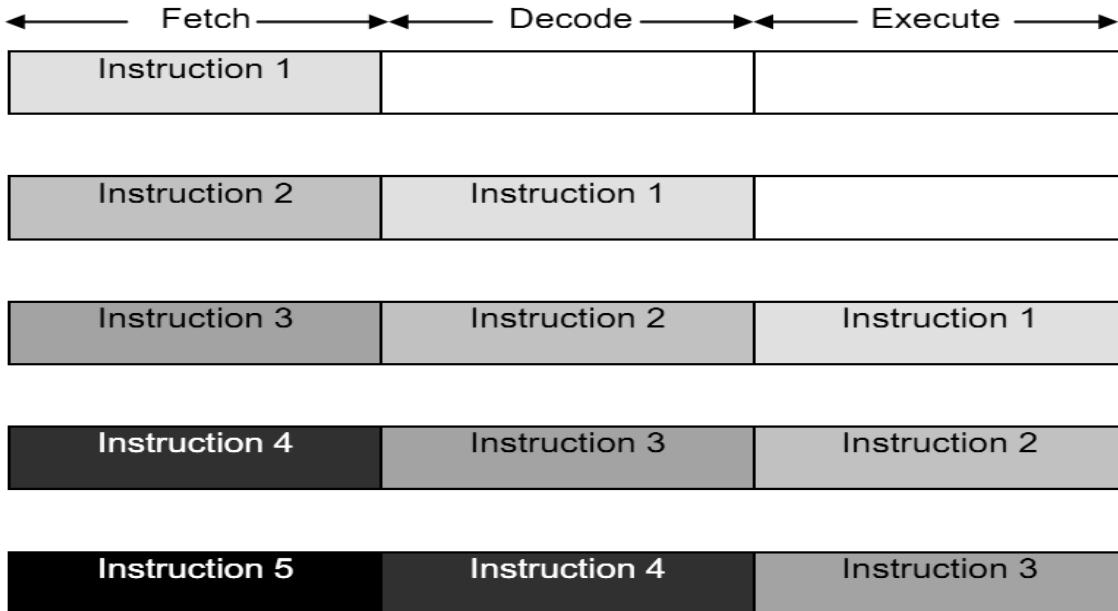 Fetch Decode Execute
Instruction 1
Instruction 2 Instruction 1
Instruction 3 Instruction 2 Instruction 1
Instruction 4 Instruction 3 Instruction 2
Instruction 5 Instruction 4 Instruction 3